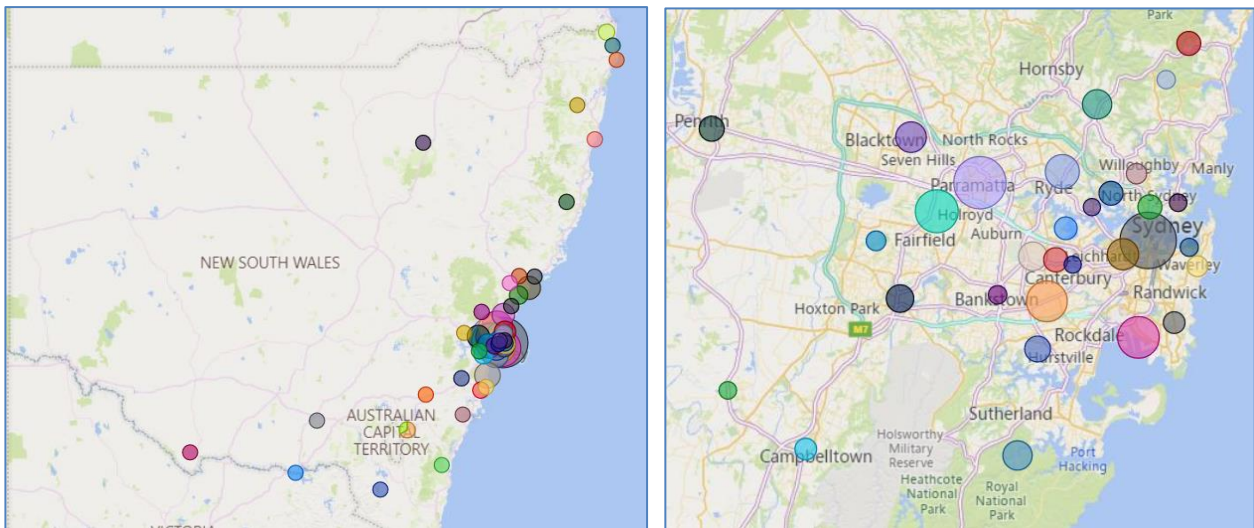 NEW SOUTH WALES
AUSTRALIAN
CAPITAL
TERRITORY
VICTORIA
Park
Hornsby
Penrith
Blacktown
North Rocks
Seven Hills
Willoughby
Manly
Parramatta
Ryde
North Sydney
Holroyd
Sydney
Auburn
Fairfield
Leichhardt
Waverley
Canterbury
Hoxton Park
Bankstown
Randwick
M7
Rockdale
Hurstville
Sutherland
Holsworthy
Military
Reserve
Campbelltown
Port
Hacking
Heathcote
National
Park
Royal
National
Park